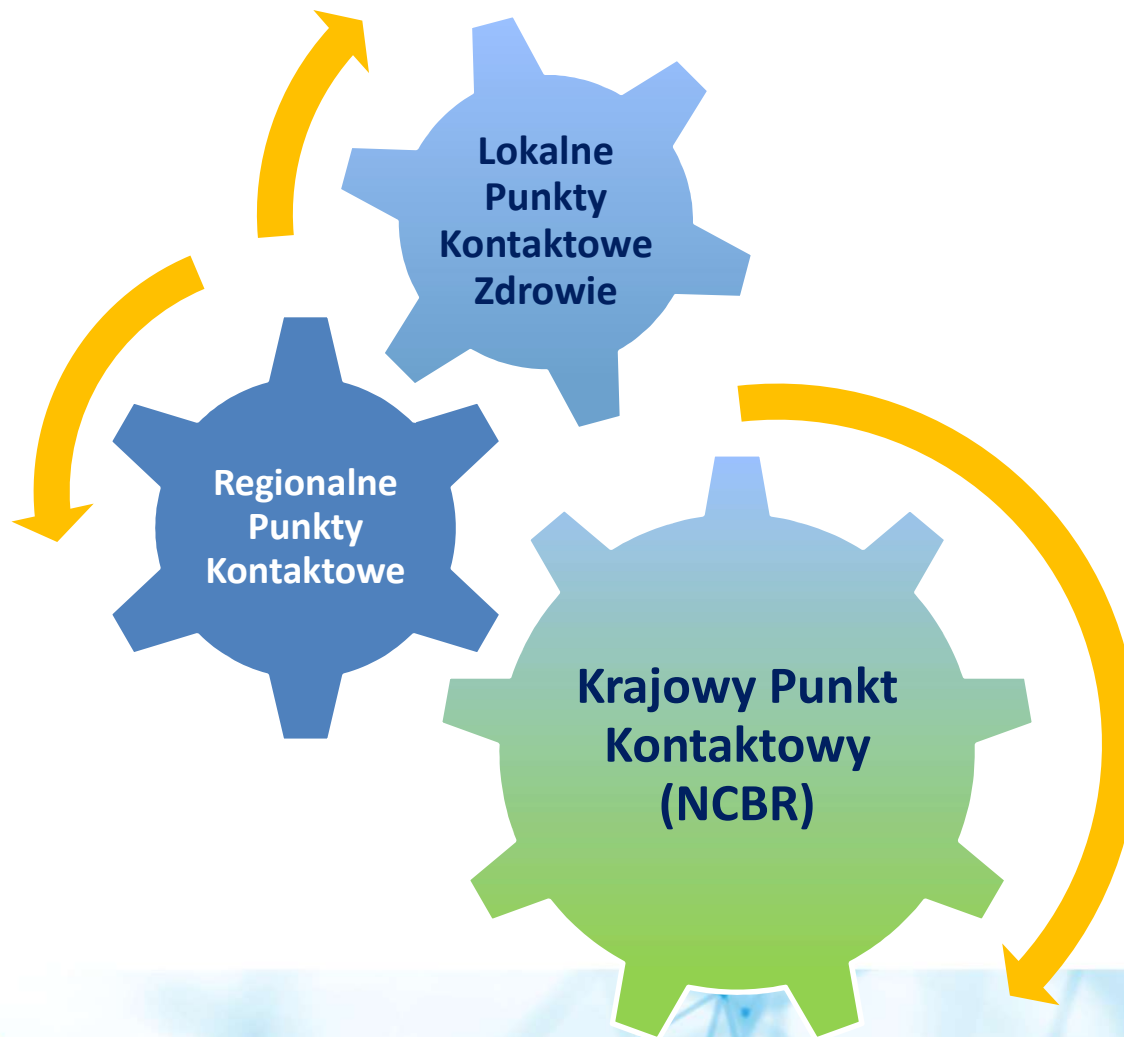 Lokalne
Punkty
Kontaktowe
Zdrowie
Regionalne
Punkty
Kontaktowe
Krajowy Punkt
Kontaktowy
(NCBR)